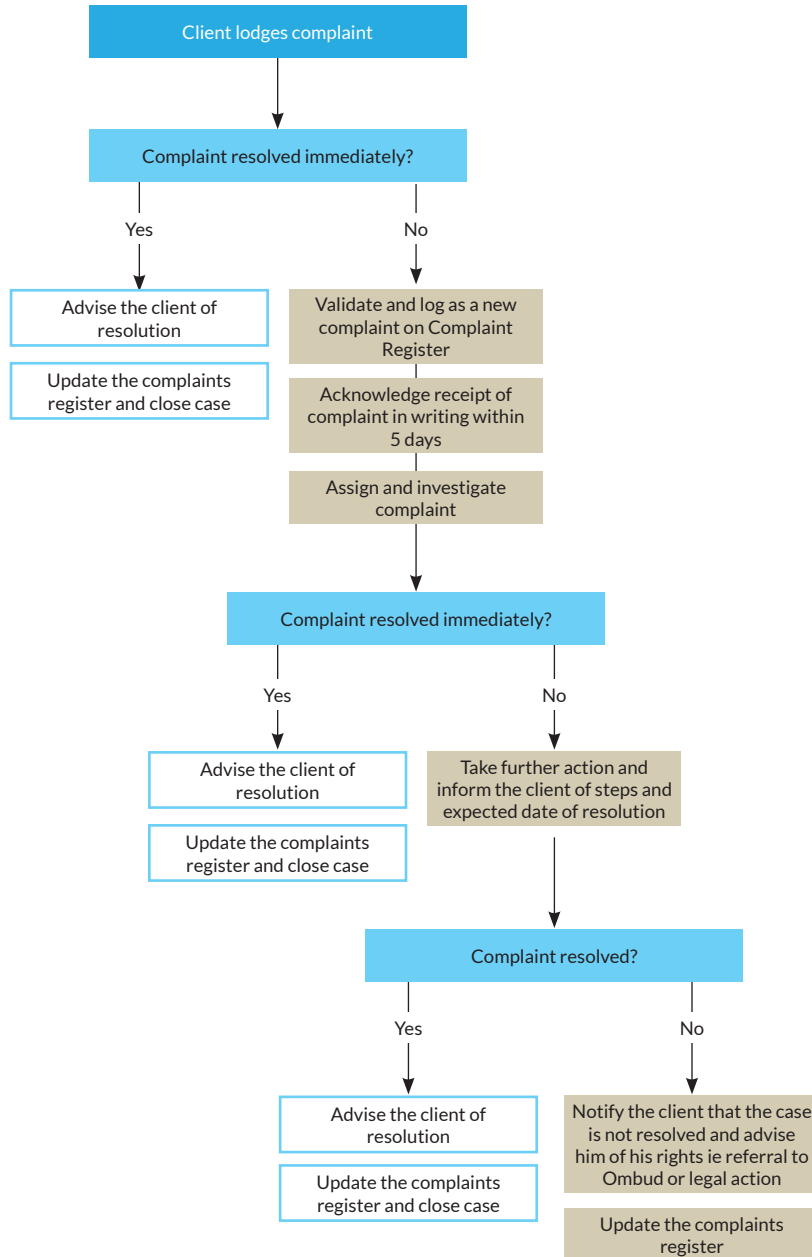 Client lodges complaint
Complaint resolved immediately?
Yes
No
Advise the client of
resolution
Update the complaints
register and close case
Validate and log as a new
complaint on Complaint
Register
Acknowledge receipt of
complaint in writing within
5 days
Assign and investigate
complaint
Complaint resolved immediately?
Yes
No
Advise the client of
resolution
Update the complaints
register and close case
Take further action and
inform the client of steps and
expected date of resolution
Complaint resolved?
Yes
No
Advise the client of
resolution
Update the complaints
register and close case
Notify the client that the case
is not resolved and advise
him of his rights ie referral to
Ombud or legal action
Update the complaints
register